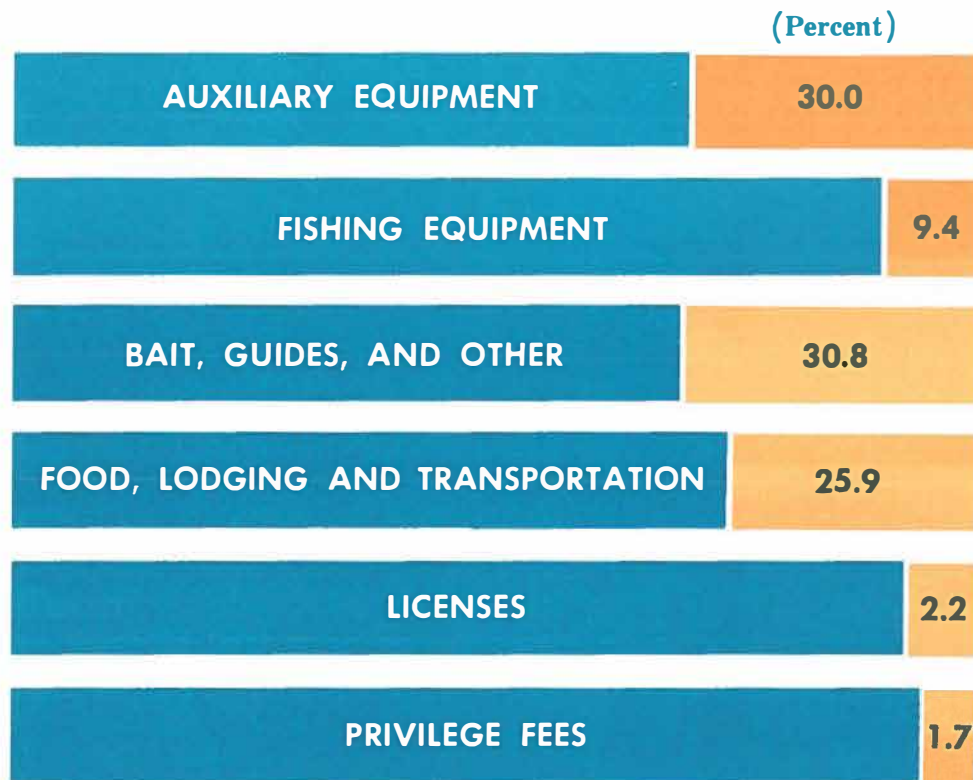 (Percent)
AUXILIARY EQUIPMENT 30.0
FISHING EQUIPMENT 9.4
BAIT, GUIDES, AND OTHER 30.8
FOOD, LODGING AND TRANSPORTATION 25.9
LICENSES 2.2
PRIVILEGE FEES 1.7